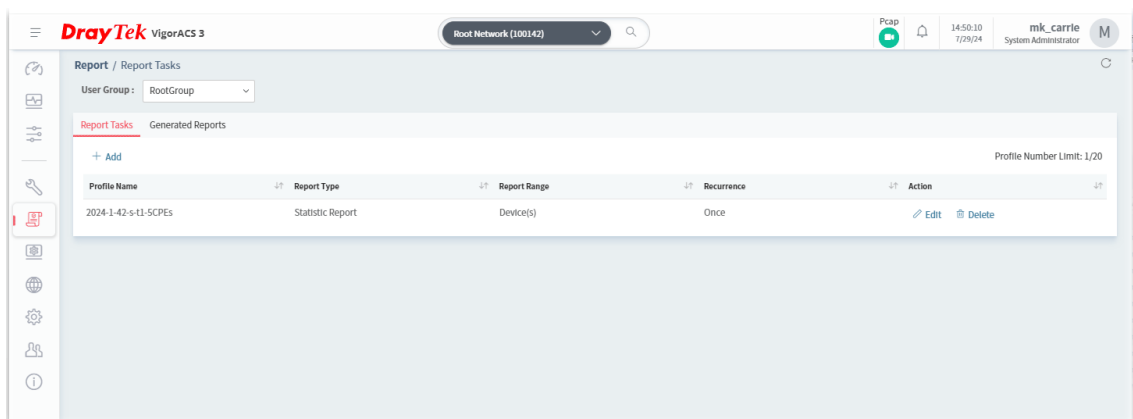 DrayTek VigorACS 3
Root Network (100142)
Pcap
14:50:10
7/29/24
mk_carrie
System Administrator
M
Report / Report Tasks
User Group : RootGroup
Report Tasks Generated Reports
+ Add
Profile Number Limit: 1/20
Profile Name Report Type Report Range Recurrence Action
2024-1-42-s-t1-5CPEs Statistic Report Device(s) Once Edit Delete